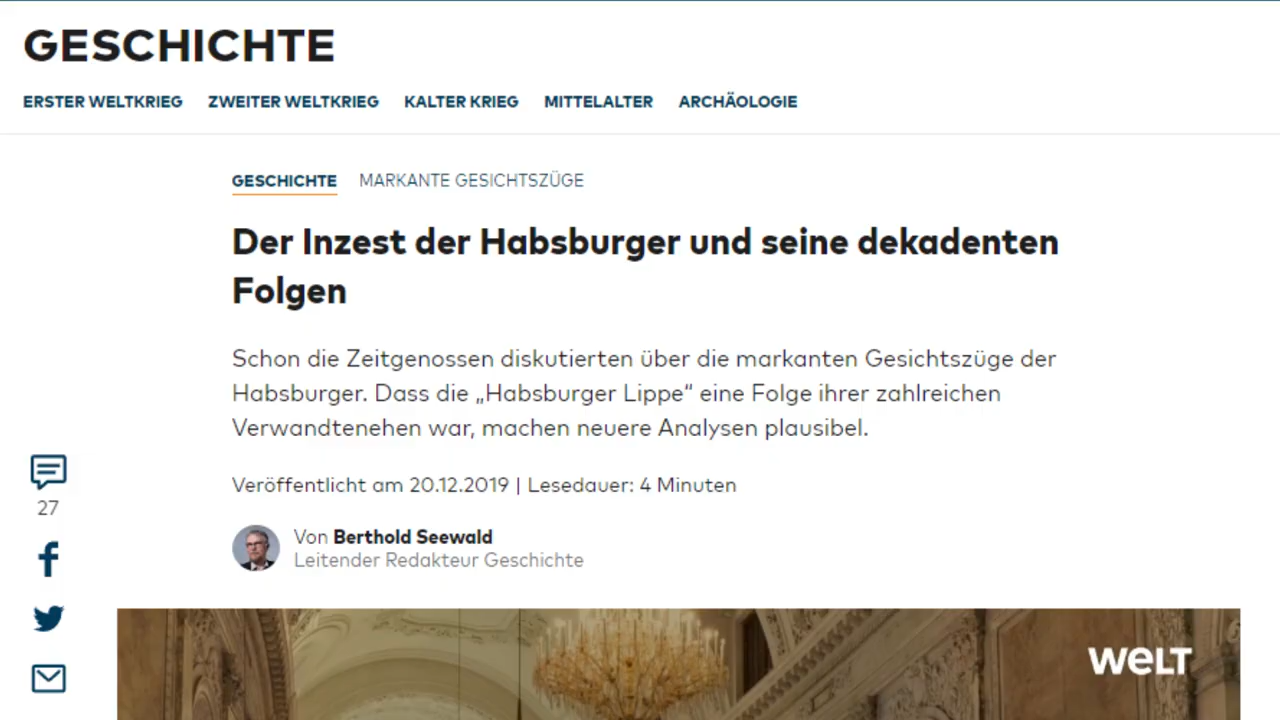 GESCHICHTE
ERSTER WELTKRIEG ZWEITER WELTKRIEG KALTER KRIEG MITTELALTER ARCHÄOLOGIE
GESCHICHTE MARKANTE GESICHTSZÜGE
Der Inzest der Habsburger und seine dekadenten
Folgen
Schon die Zeitgenossen diskutierten über die markanten Gesichtszüge der
Habsburger. Dass die „Habsburger Lippe“ eine Folge ihrer zahlreichen
Verwandtenehen war, machen neuere Analysen plausibel.
Veröffentlicht am 20.12.2019 | Lesedauer: 4 Minuten
27
Von Berthold Seewald
Leitender Redakteur Geschichte
WELT